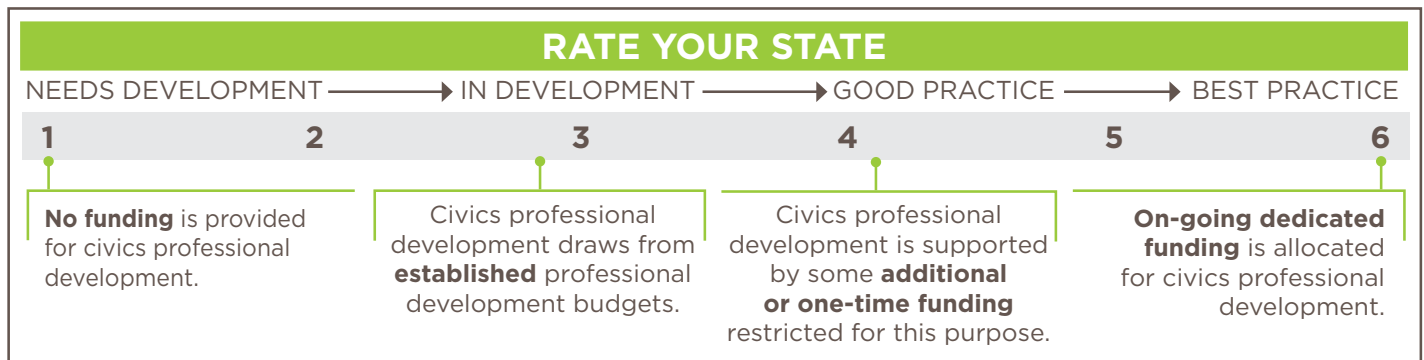 RATE YOUR STATE
NEEDS DEVELOPMENT IN DEVELOPMENT GOOD PRACTICE BEST PRACTICE
1 2 3 4 5 6
No funding is provided
for civics professional
development.
Civics professional
development draws from
established professional
development budgets.
Civics professional
development is supported
by some additional
or one-time funding
restricted for this purpose.
On-going dedicated
funding is allocated
for civics professional
development.